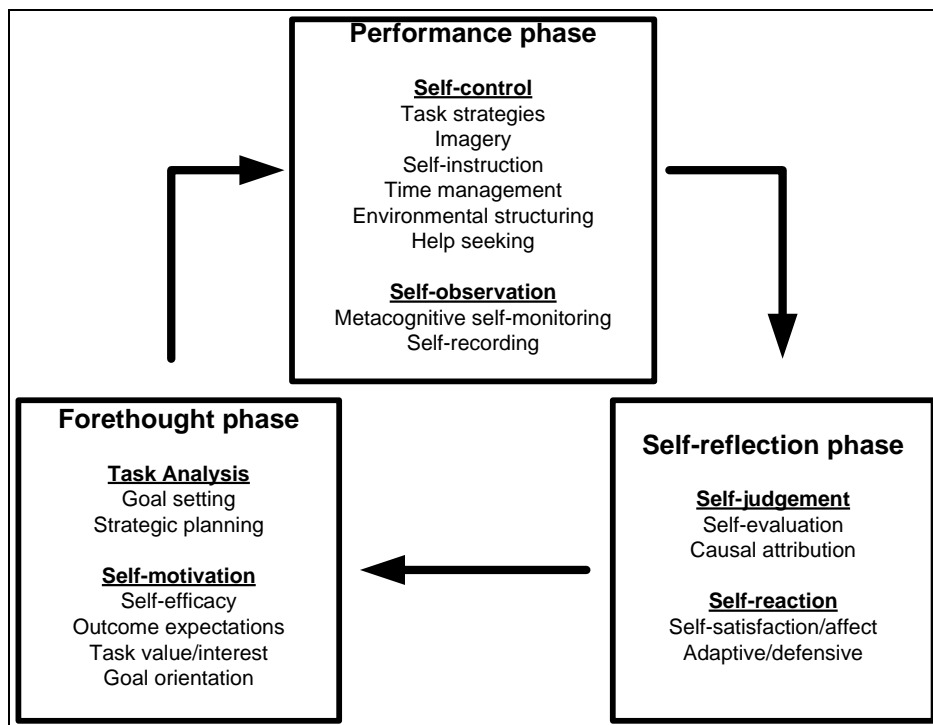 Performance phase
Self-control
Task strategies
Imagery
Self-instruction
Time management
Environmental structuring
Help seeking
Self-observation
Metacognitive self-monitoring
Self-recording
Forethought phase
Task Analysis
Goal setting
Strategic planning
Self-motivation
Self-efficacy
Outcome expectations
Task value/interest
Goal orientation
Self-reflection phase
Self-judgement
Self-evaluation
Causal attribution
Self-reaction
Self-satisfaction/affect
Adaptive/defensive